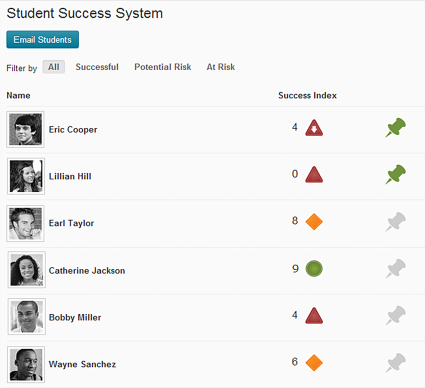 Student Success System
Email Students
Filter by All Successful Potential Risk At Risk
Name Success Index
Eric Cooper 4
Lillian Hill 0
Earl Taylor 8
Catherine Jackson 9
Bobby Miller 4
Wayne Sanchez 6